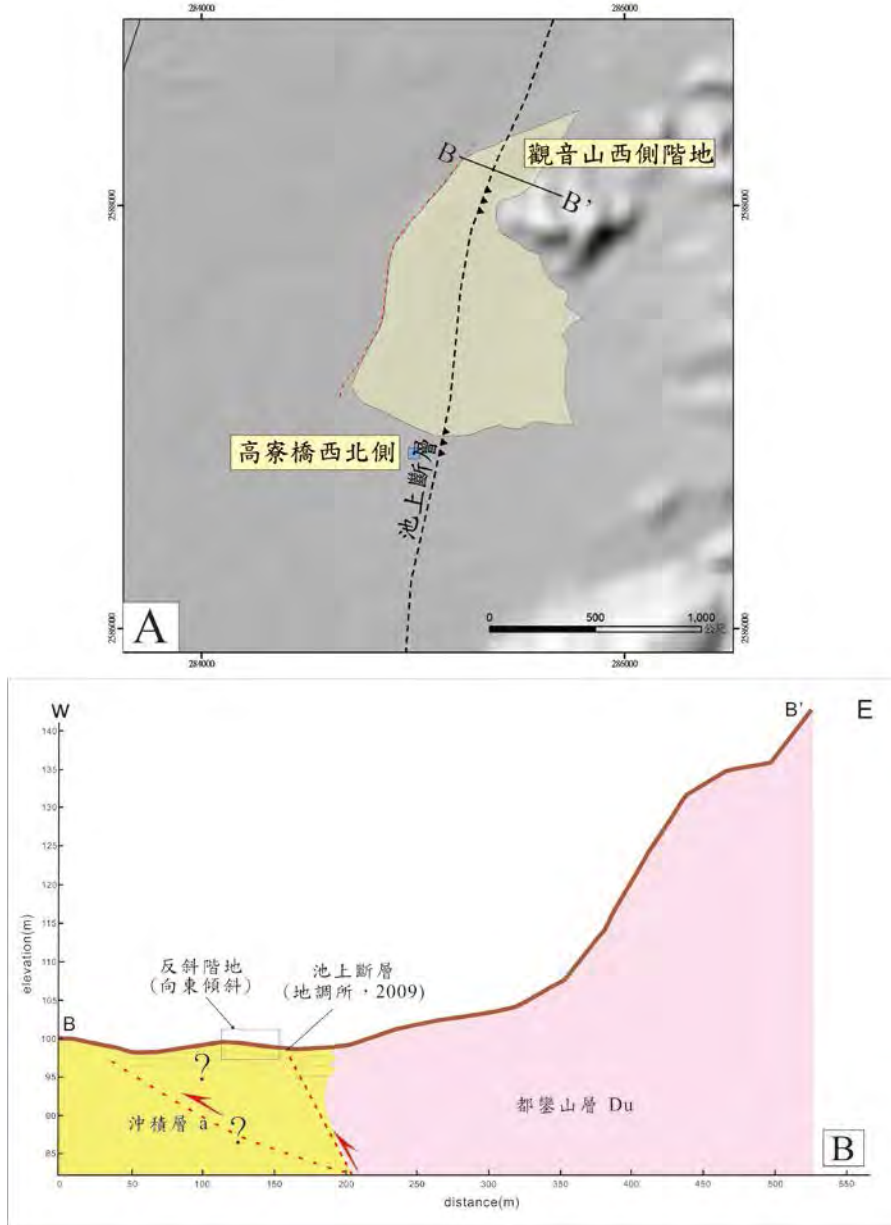 284000
286000
2588000
2588000
觀音山西側階地
B
B'
高寮橋西北側
池上斷層
0
500
1,000
公尺
A
2586000
2586000
284000
286000
W
B'
E
140
135
130
125
120
115
110
105
100
95
90
85
elevation(m)
反斜階地
(向東傾斜)
池上斷層
(地調所，2009)
B
?
?
沖積層 a
都鑾山層 Du
B
0
50
100
150
200
250
300
350
400
450
500
550
distance(m)